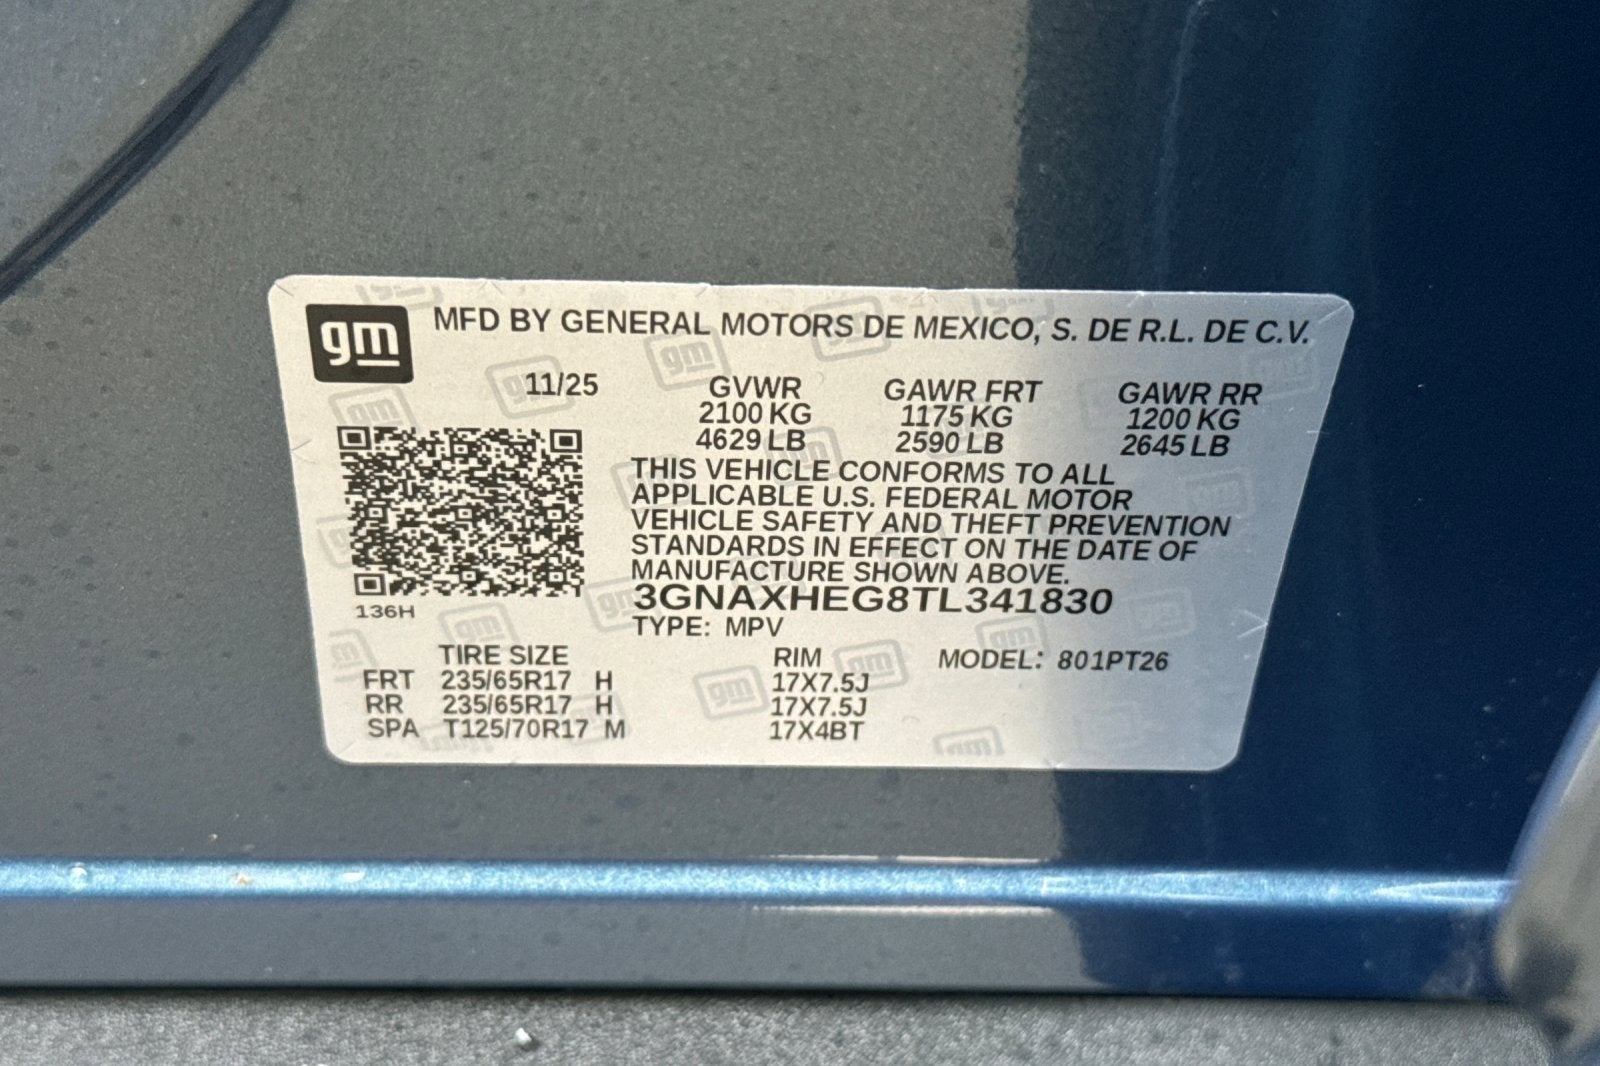 gm MFD BY GENERAL MOTORS DE MEXICO, S. DE R.L. DE C.V.
11/25 GVWR GAWR FRT GAWR RR
2100 KG 1175 KG 1200 KG
4629 LB 2590 LB 2645 LB
THIS VEHICLE CONFORMS TO ALL
APPLICABLE U.S. FEDERAL MOTOR
VEHICLE SAFETY AND THEFT PREVENTION
STANDARDS IN EFFECT ON THE DATE OF
MANUFACTURE SHOWN ABOVE.
136H
3GNAXHEG8TL341830
TYPE: MPV
TIRE SIZE RIM MODEL: 801PT26
FRT 235/65R17 H 17X7.5J
RR 235/65R17 H 17X7.5J
SPA T125/70R17 M 17X4BT